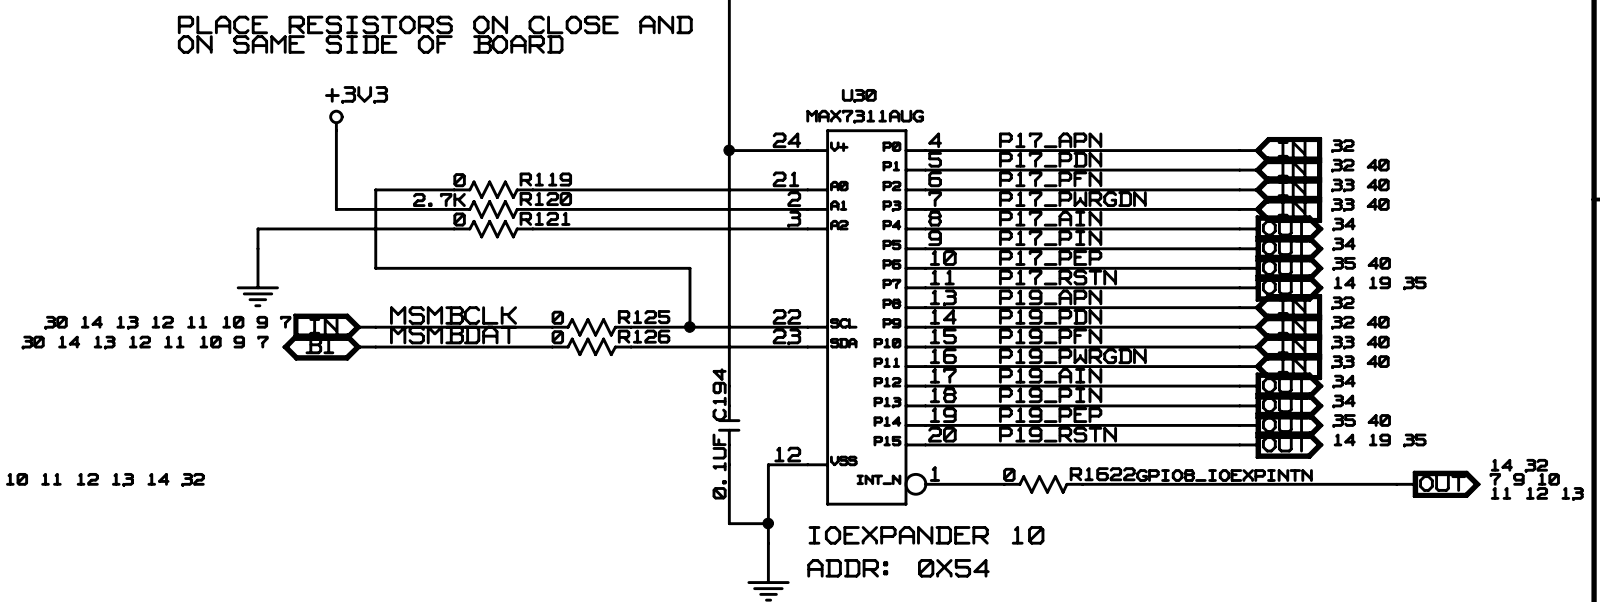 PLACE RESISTORS ON CLOSE AND
ON SAME SIDE OF BOARD
+3V3
U30
MAX7311AUG
24 V+ P0 4 P17_APN IN 32
P1 5 P17_PDN IN 32 40
0 R119 21 A0 P2 6 P17_PFN IN 33 40
2.7K R120 2 A1 P3 7 P17_PWRGDN IN 33 40
0 R121 3 A2 P4 8 P17_AIN OUT 34
P5 9 P17_PIN OUT 34
P6 10 P17_PEP OUT 35 40
P7 11 P17_RSTN OUT 14 19 35
P8 13 P19_APN IN 32
30 14 13 12 11 10 9 7 IN MSMBCLK 0 R125 22 SCL P9 14 P19_PDN IN 32 40
30 14 13 12 11 10 9 7 BI MSMBDAT 0 R126 23 SDA P10 15 P19_PFN IN 33 40
P11 16 P19_PWRGDN IN 33 40
P12 17 P19_AIN OUT 34
P13 18 P19_PIN OUT 34
P14 19 P19_PEP OUT 35 40
P15 20 P19_RSTN OUT 14 19 35
0.1UF C194
12 VSS
10 11 12 13 14 32
INT_N 1 0 R1622 GPIO8_IOEXPINTN OUT
14 32
7 9 10
11 12 13
IOEXPANDER 10
ADDR: 0X54